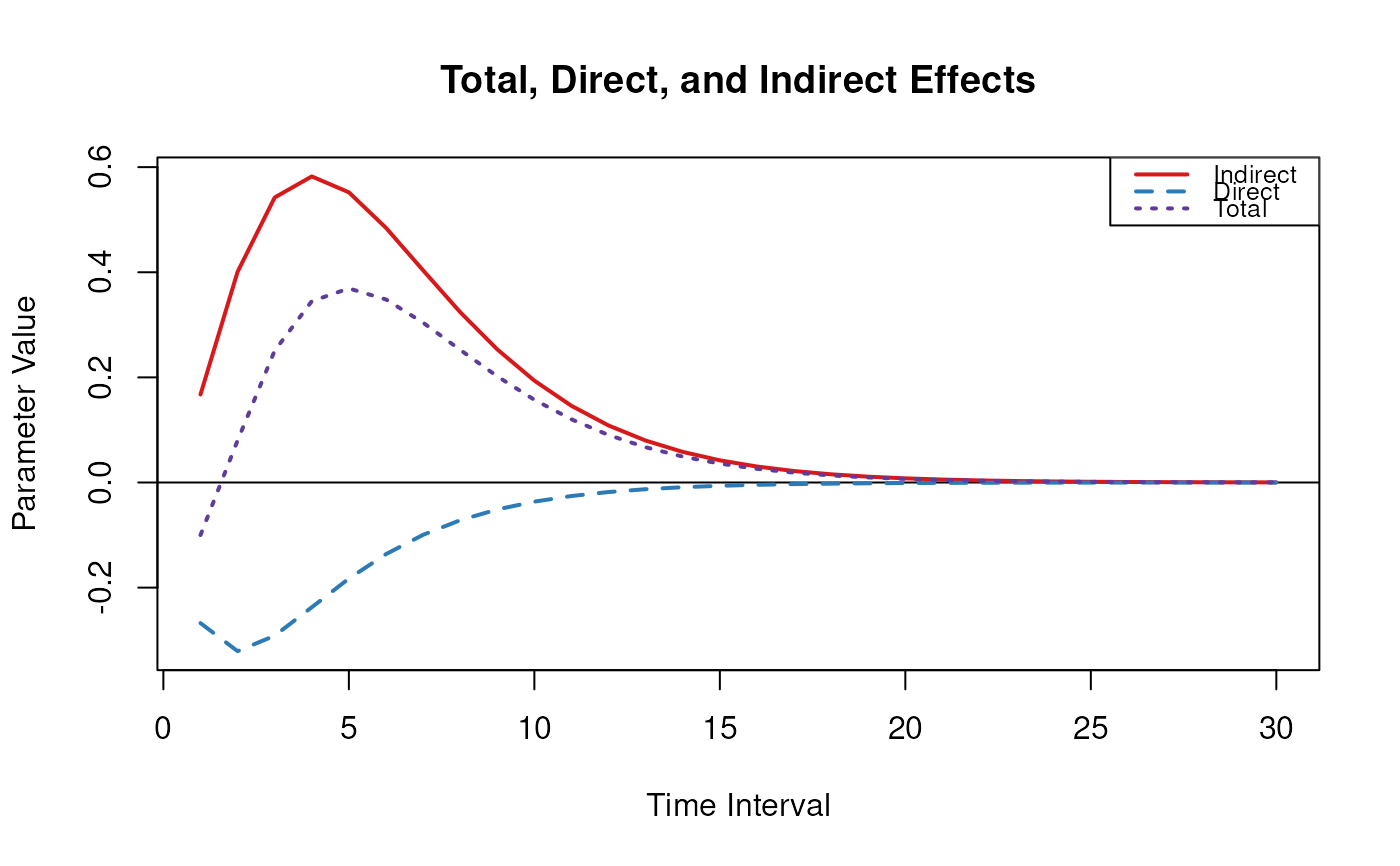 Total, Direct, and Indirect Effects
Indirect
Direct
Total
Parameter Value
0.6
0.4
0.2
0.0
-0.2
0 5 10 15 20 25 30
Time Interval